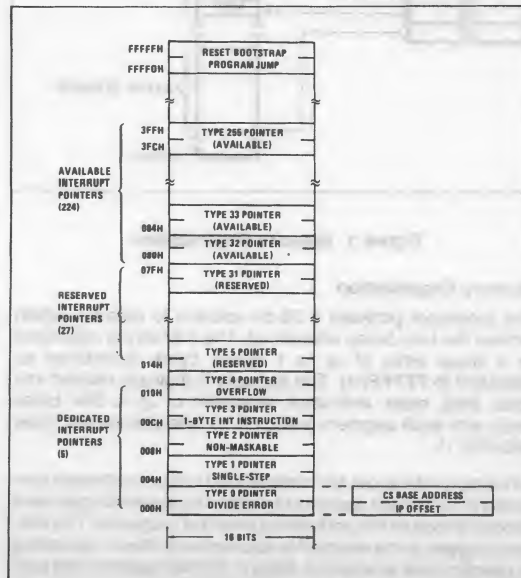 FFFFFH
RESET BOOTSTRAP
FFFF0H
PROGRAM JUMP
3FFH
TYPE 255 POINTER
3FCH
(AVAILABLE)
AVAILABLE
INTERRUPT
POINTERS
(224)
TYPE 33 POINTER
084H
(AVAILABLE)
TYPE 32 POINTER
080H
(AVAILABLE)
07FH
TYPE 31 POINTER
(RESERVED)
RESERVED
INTERRUPT
POINTERS
(27)
TYPE 5 POINTER
014H
(RESERVED)
TYPE 4 POINTER
010H
OVERFLOW
TYPE 3 POINTER
00CH
1-BYTE INT INSTRUCTION
DEDICATED
INTERRUPT
POINTERS
(5)
TYPE 2 POINTER
008H
NON-MASKABLE
TYPE 1 POINTER
004H
SINGLE-STEP
TYPE 0 POINTER
000H
DIVIDE ERROR
CS BASE ADDRESS
IP OFFSET
16 BITS